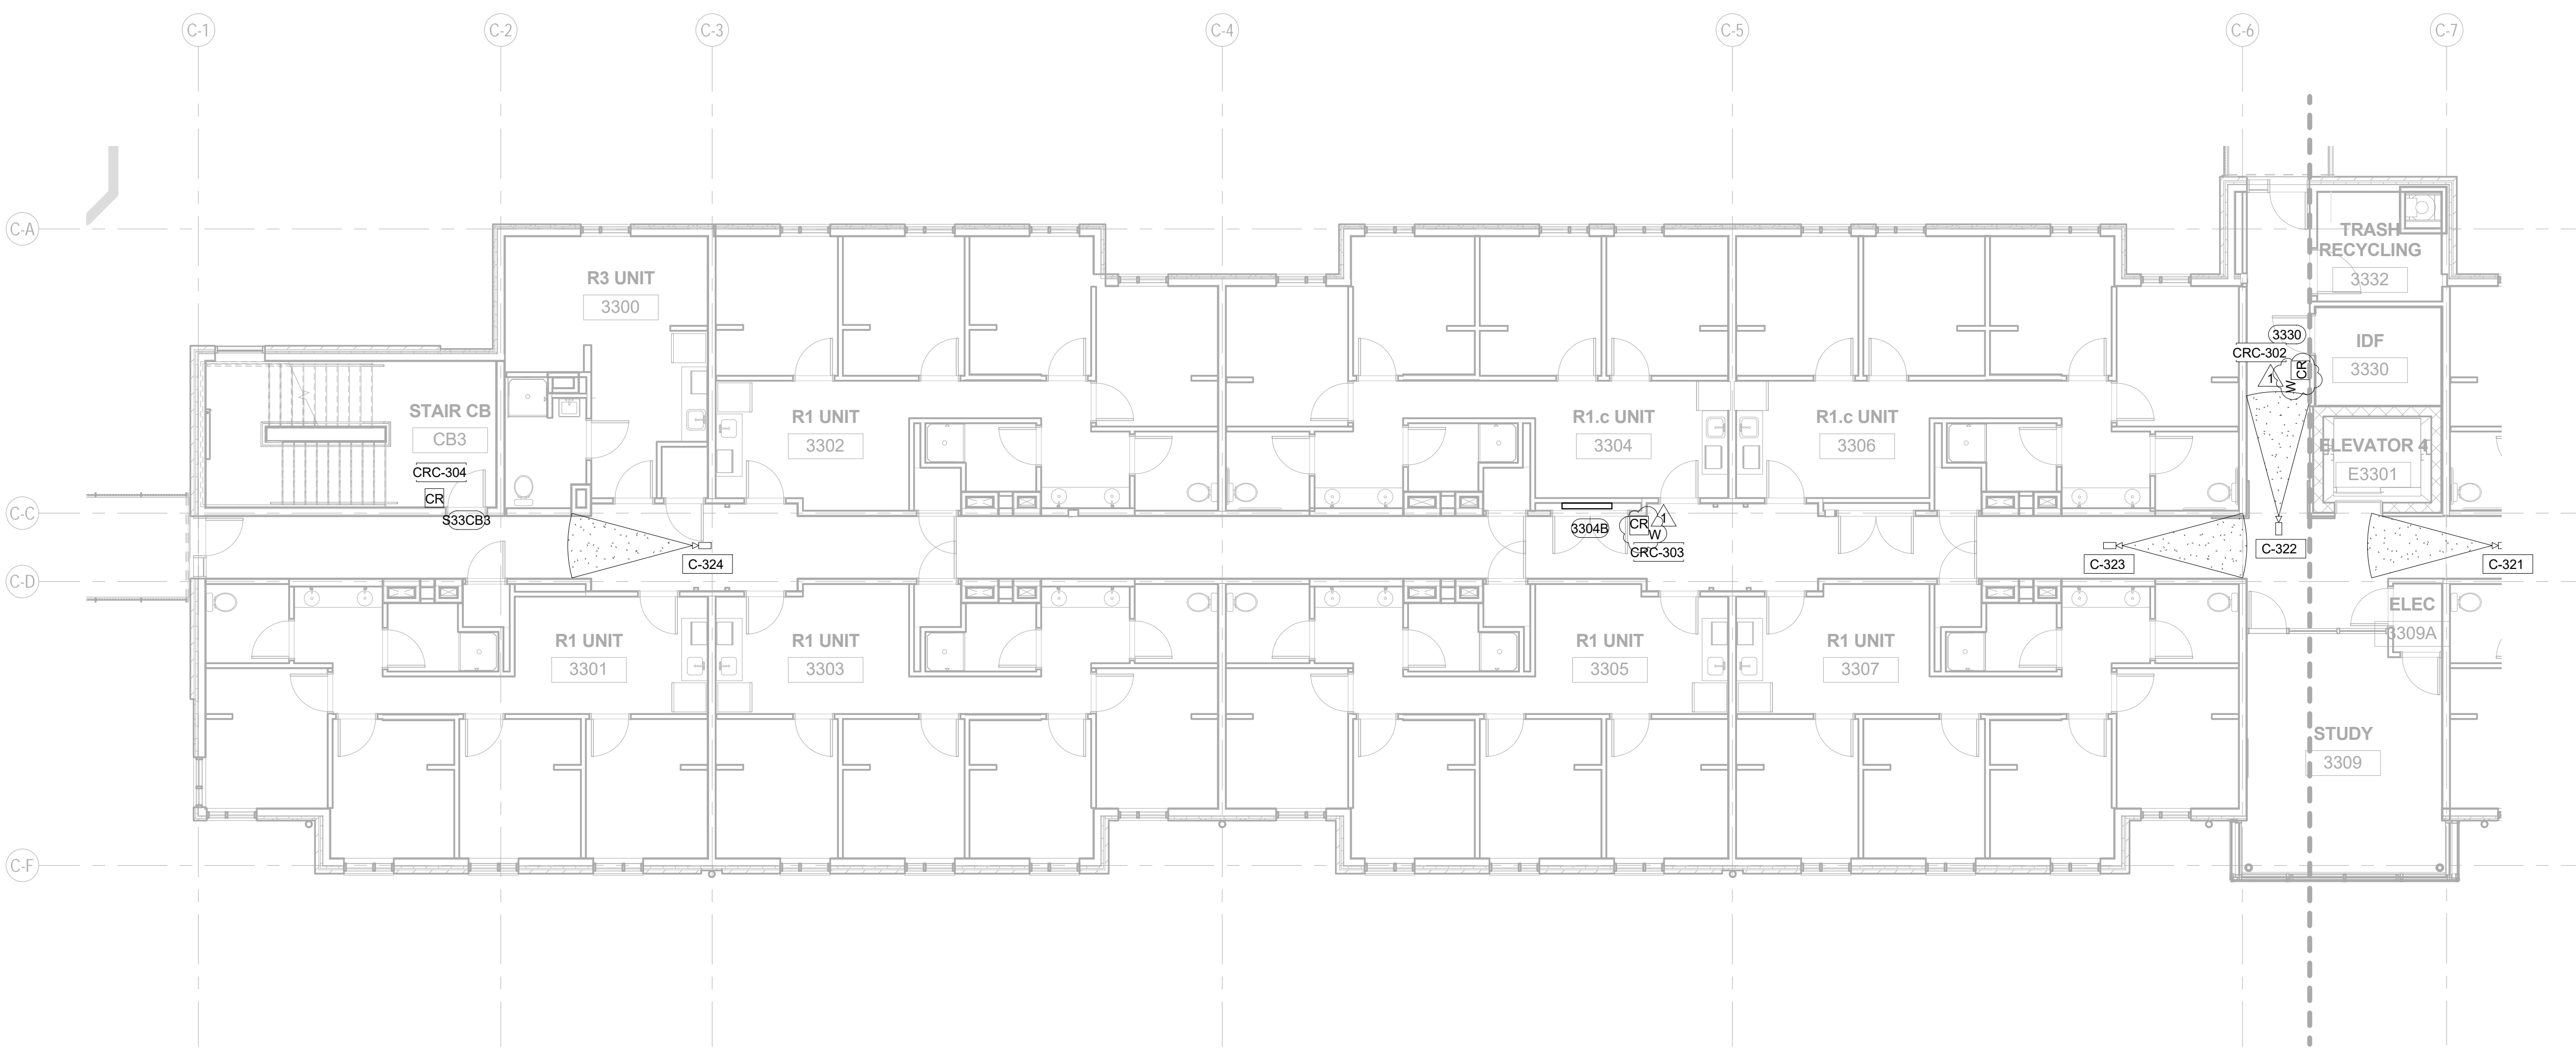 C-1
C-2
C-3
C-4
C-5
C-6
C-7
C-A
C-C
C-D
C-F
R3 UNIT
3300
STAIR CB
CB3
CRC-304
CR
S33CB3
R1 UNIT
3302
R1.c UNIT
3304
R1.c UNIT
3306
TRASH
RECYCLING
3332
3330
CRC-302
CR
1
W
IDF
3330
ELEVATOR 4
E3301
3304B
CR
1
W
CRC-303
C-324
C-323
C-322
C-321
R1 UNIT
3301
R1 UNIT
3303
R1 UNIT
3305
R1 UNIT
3307
ELEC
3309A
STUDY
3309